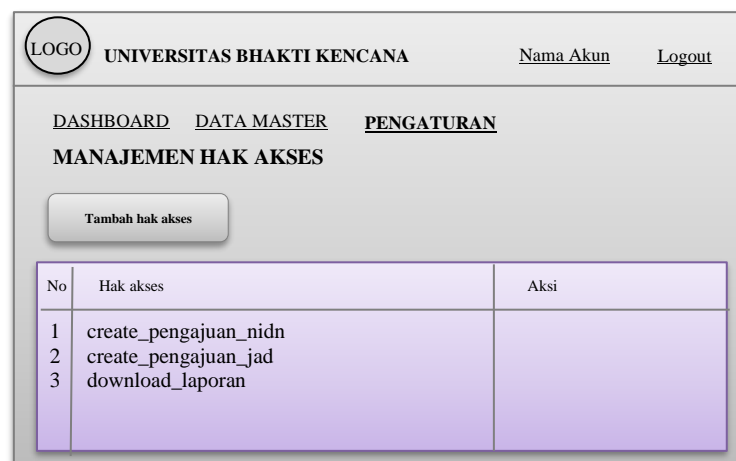 LOGO UNIVERSITAS BHAKTI KENCANA Nama Akun Logout
DASHBOARD DATA MASTER PENGATURAN
MANAJEMEN HAK AKSES
Tambah hak akses
No Hak akses Aksi
1 create_pengajuan_nidn
2 create_pengajuan_jad
3 download_laporan